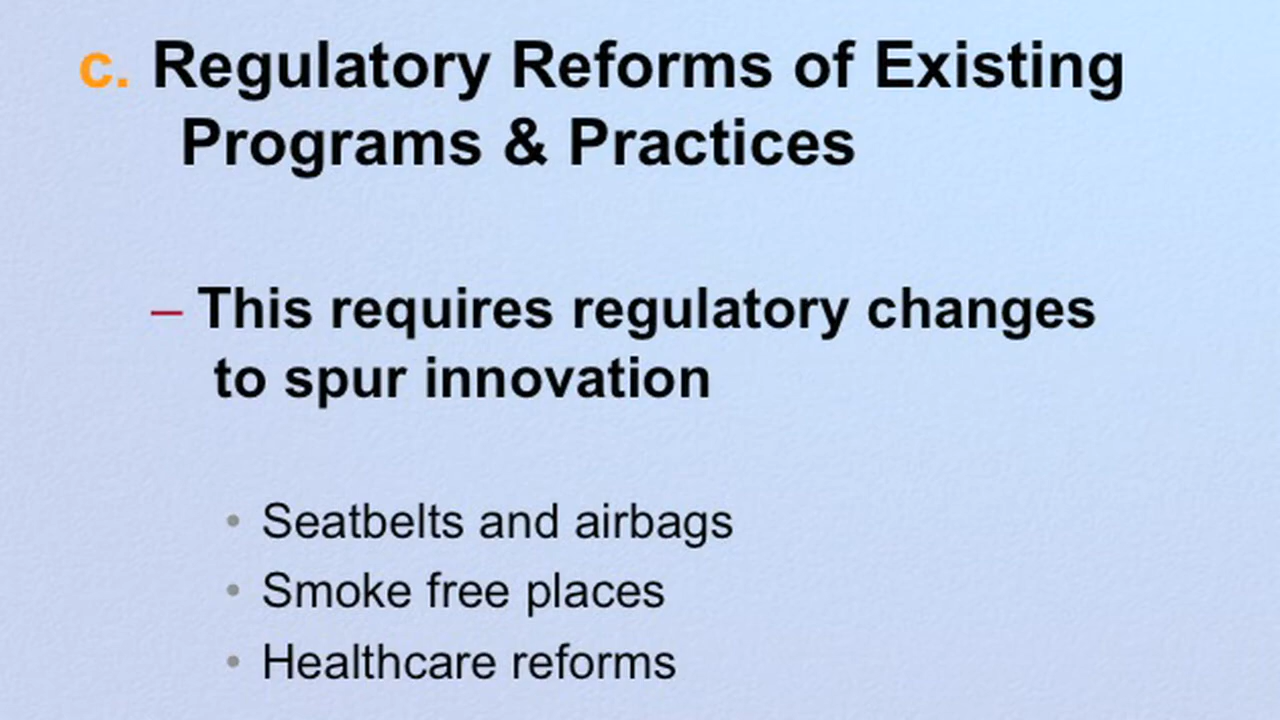 c. Regulatory Reforms of Existing
Programs & Practices
– This requires regulatory changes
to spur innovation
• Seatbelts and airbags
• Smoke free places
• Healthcare reforms